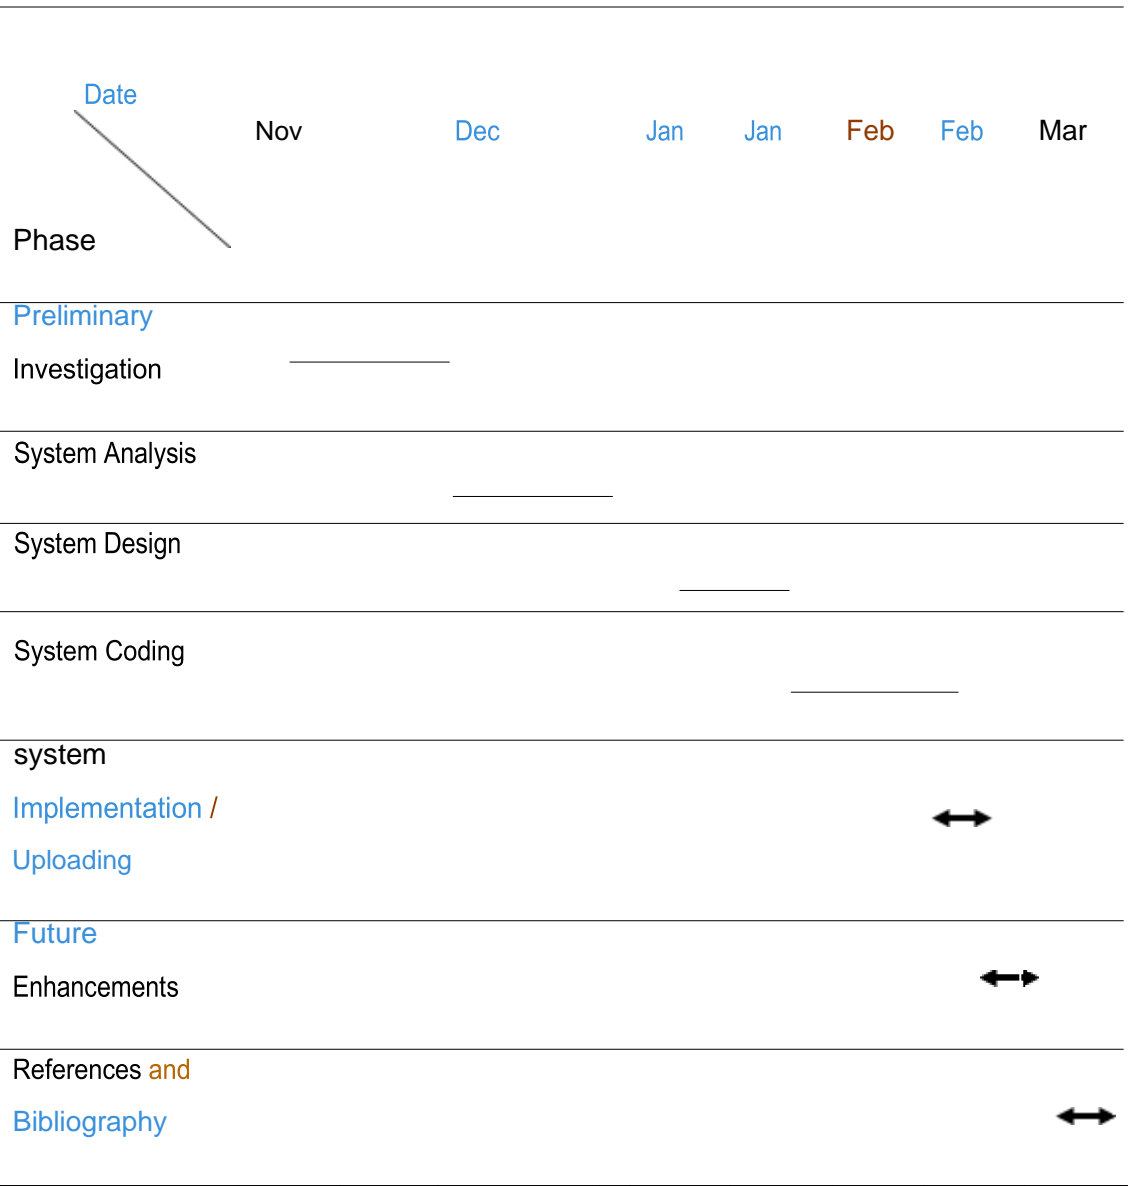 Date
Nov Dec Jan Jan Feb Feb Mar
Phase
Preliminary
Investigation
System Analysis
System Design
System Coding
system
Implementation /
Uploading
Future
Enhancements
References and
Bibliography